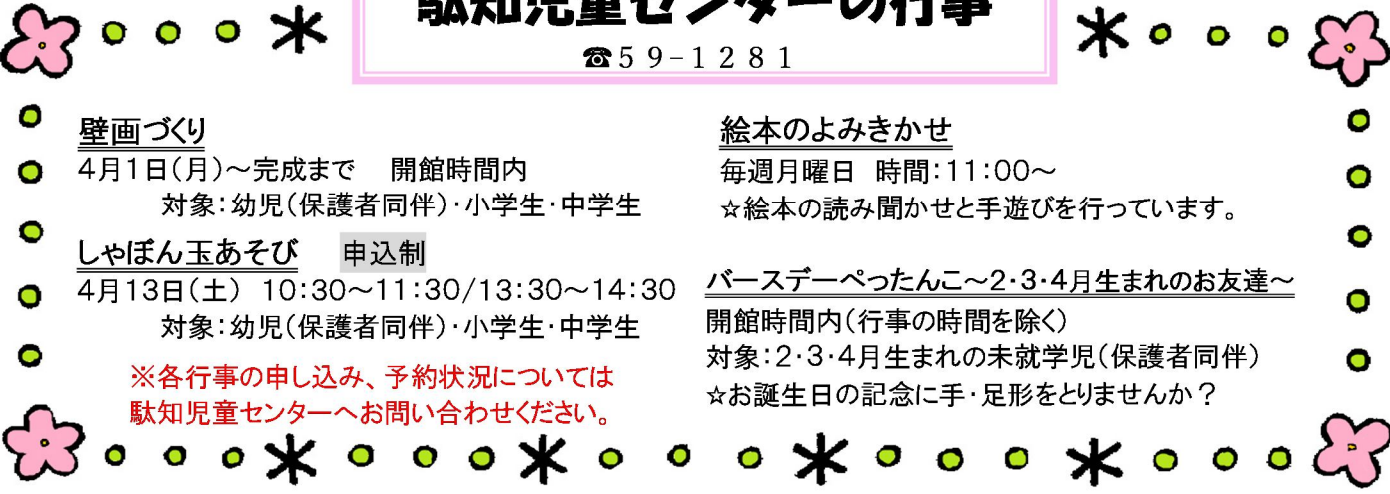 駄知児童センターの行事
☎59-1281
壁画づくり
4月1日(月)~完成まで 開館時間内
対象:幼児(保護者同伴)・小学生・中学生
しゃぼん玉あそび 申込制
4月13日(土) 10:30~11:30/13:30~14:30
対象:幼児(保護者同伴)・小学生・中学生
※各行事の申し込み、予約状況については
駄知児童センターへお問い合わせください。
絵本のよみきかせ
毎週月曜日 時間:11:00~
☆絵本の読み聞かせと手遊びを行っています。
バースデーぺったんこ~2・3・4月生まれのお友達~
開館時間内(行事の時間を除く)
対象:2・3・4月生まれの未就学児(保護者同伴)
☆お誕生日の記念に手・足形をとりませんか?